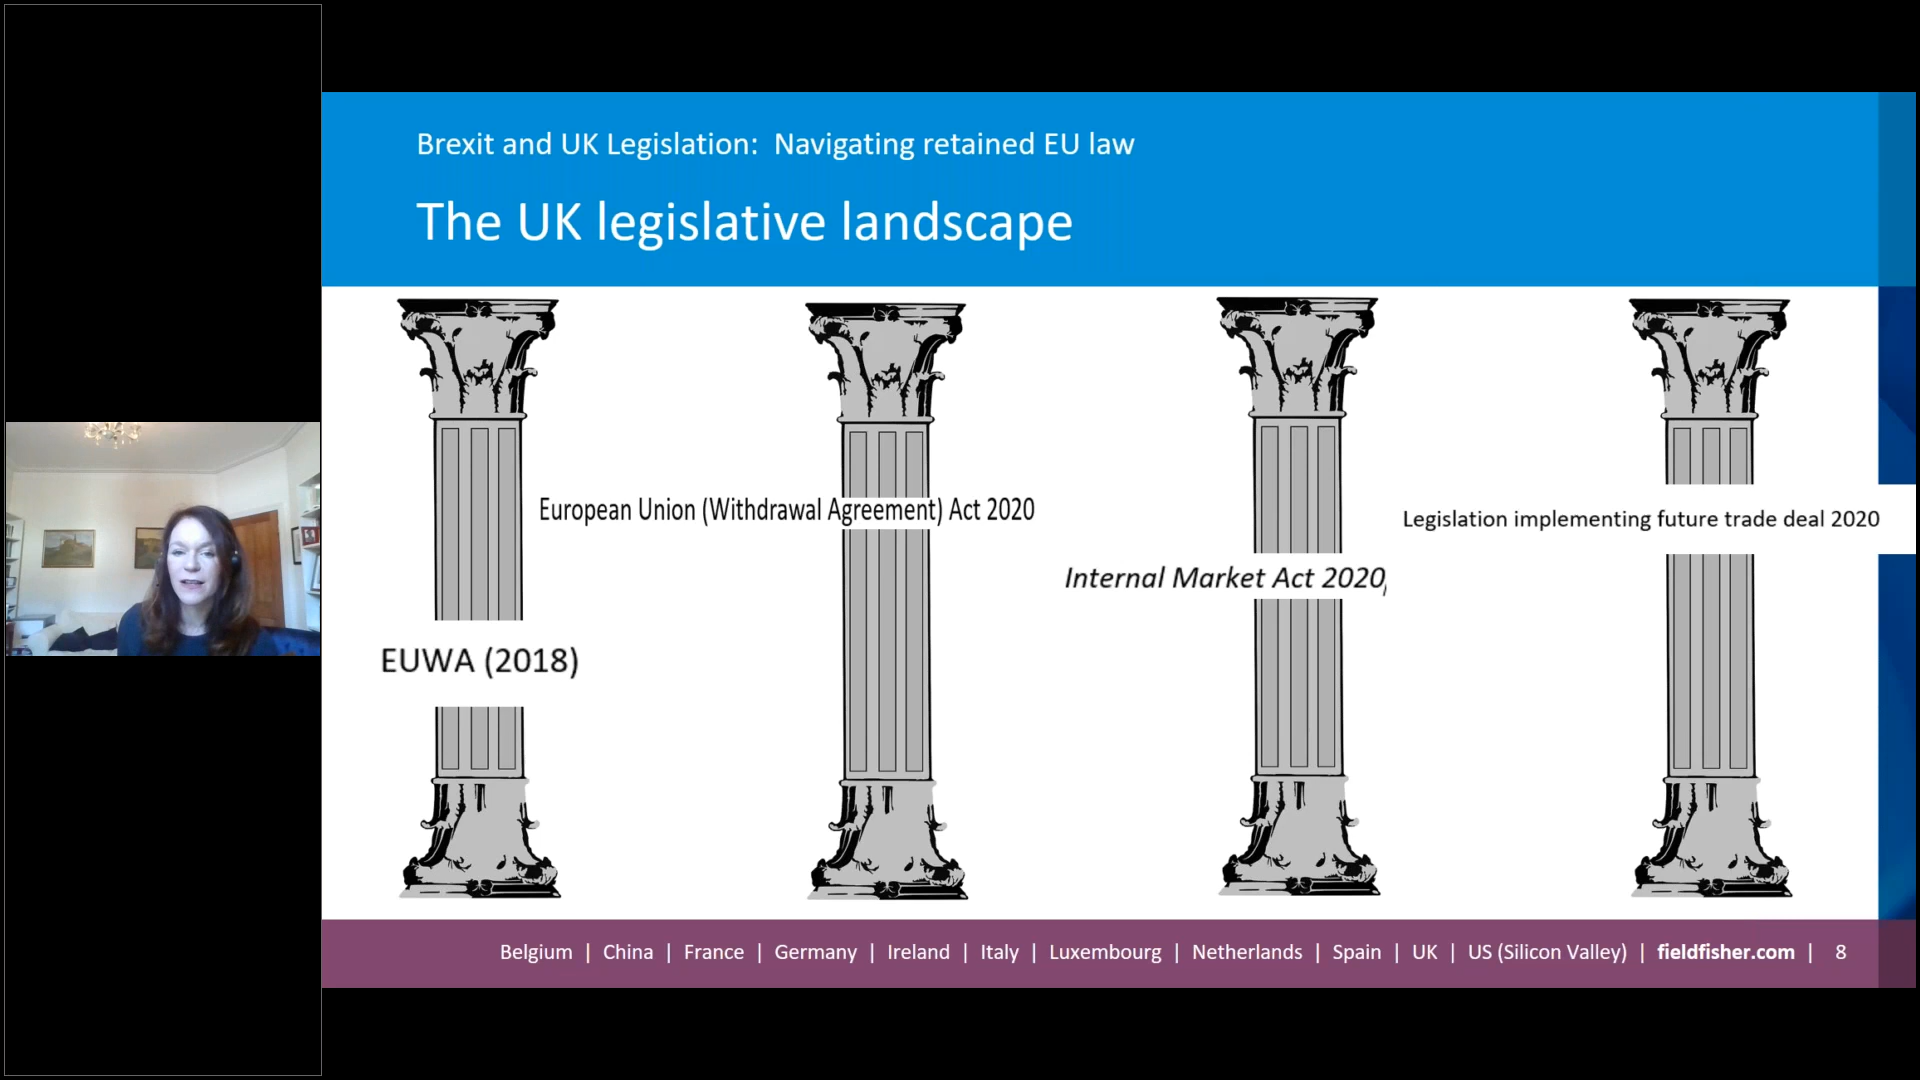 Brexit and UK Legislation:  Navigating retained EU law
The UK legislative landscape
European Union (Withdrawal Agreement) Act 2020
Legislation implementing future trade deal 2020
Internal Market Act 2020,
EUWA (2018)
Belgium | China | France | Germany | Ireland | Italy | Luxembourg | Netherlands | Spain | UK | US (Silicon Valley) | fieldfisher.com | 8